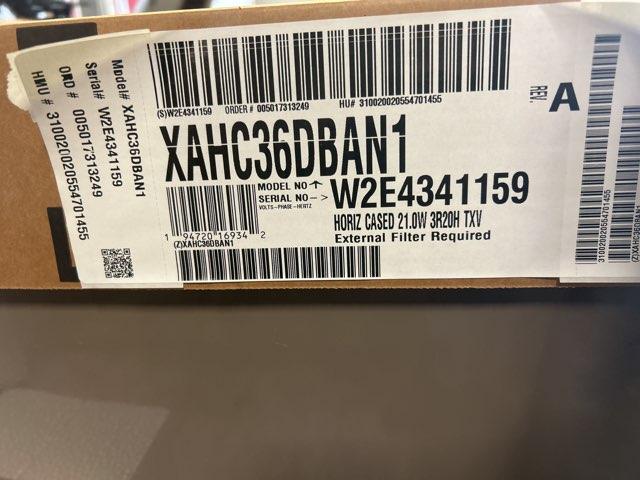 Model# XAHC36DBAN1
Serial# W2E4341159
ORD # 005017313249
HMU # 310020020554701455
(S)W2E4341159 ORDER # 005017313249 HU# 310020020554701455
REV. A
XAHC36DBAN1
MODEL NO
SERIAL NO -> W2E4341159
VOLTS-PHASE-HERTZ
HORIZ CASED 21.0W 3R20H TXV
External Filter Required
1 94720 16934 2
(Z)XAHC36DBAN1
310020020554701455